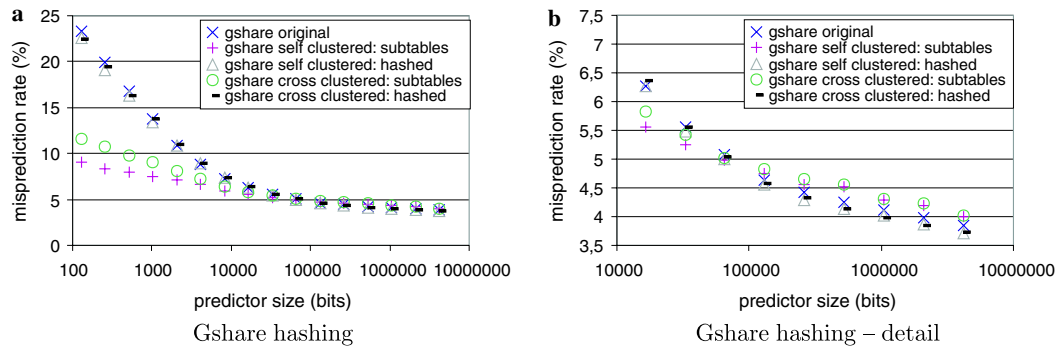 a
25
20
15
10
5
0
100
1000
10000
100000
1000000
10000000
misprediction rate (%)
predictor size (bits)
gshare original
gshare self clustered: subtables
gshare self clustered: hashed
gshare cross clustered: subtables
gshare cross clustered: hashed
Gshare hashing
b
7,5
7
6,5
6
5,5
5
4,5
4
3,5
10000
100000
1000000
10000000
misprediction rate (%)
predictor size (bits)
gshare original
gshare self clustered: subtables
gshare self clustered: hashed
gshare cross clustered: subtables
gshare cross clustered: hashed
Gshare hashing – detail